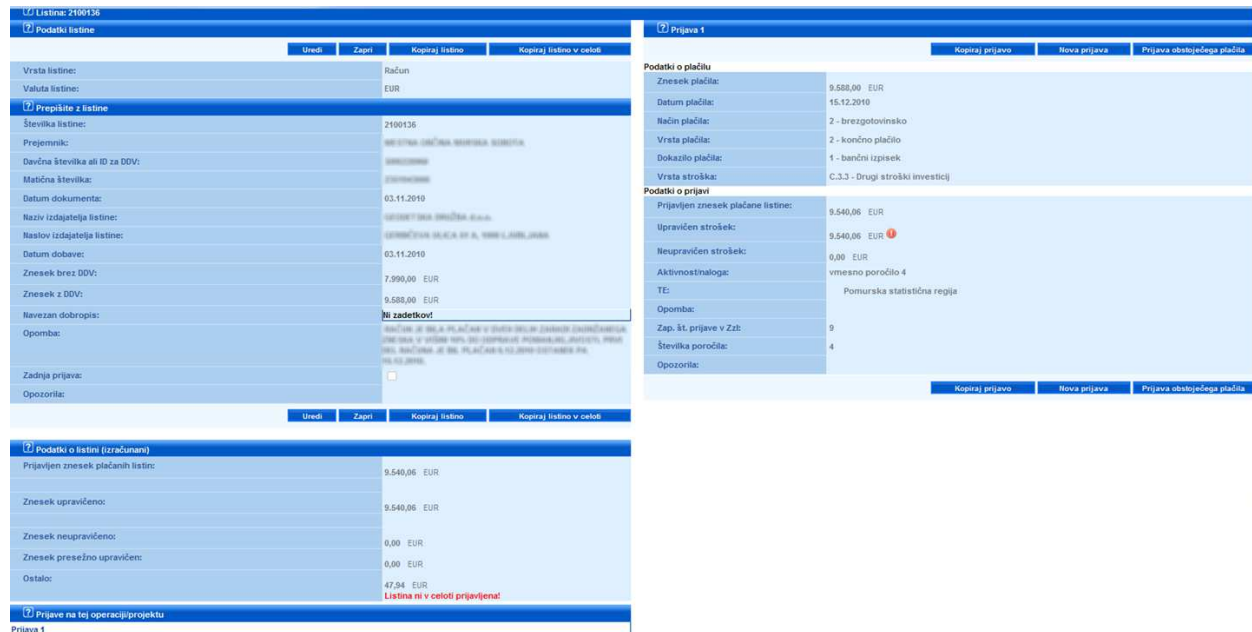 Listina: 2100136
Podatki listine
Uredi Zapri Kopiraj listino Kopiraj listino v celoti
Vrsta listine: Račun
Valuta listine: EUR
Prepišite z listine
Številka listine: 2100136
Prejemnik:
Davčna številka ali ID za DDV:
Matična številka:
Datum dokumenta: 03.11.2010
Naziv izdajatelja listine:
Naslov izdajatelja listine:
Datum dobave: 03.11.2010
Znesek brez DDV: 7.990,00 EUR
Znesek z DDV: 9.588,00 EUR
Navezan dobropis: Ni zadetkov!
Opomba:
Zadnja prijava:
Opozorila:
Uredi Zapri Kopiraj listino Kopiraj listino v celoti
Podatki o listini (izračunani)
Prijavljen znesek plačanih listin: 9.540,06 EUR
Znesek upravičeno: 9.540,06 EUR
Znesek neupravičeno: 0,00 EUR
Znesek presežno upravičen: 0,00 EUR
Ostalo: 47,94 EUR
Listina ni v celoti prijavljena!
Prijave na tej operaciji/projektu
Prijava 1
Prijava 1
Kopiraj prijavo Nova prijava Prijava obstoječega plačila
Podatki o plačilu
Znesek plačila: 9.588,00 EUR
Datum plačila: 15.12.2010
Način plačila: 2 - brezgotovinsko
Vrsta plačila: 2 - končno plačilo
Dokazilo plačila: 1 - bančni izpisek
Vrsta stroška: C.3.3 - Drugi stroški investicij
Podatki o prijavi
Prijavljen znesek plačane listine: 9.540,06 EUR
Upravičen strošek: 9.540,06 EUR
Neupravičen strošek: 0,00 EUR
Aktivnost/naloga: vmesno poročilo 4
TE: Pomurska statistična regija
Opomba:
Zap. št. prijave v ZzI: 9
Številka poročila: 4
Opozorila:
Kopiraj prijavo Nova prijava Prijava obstoječega plačila